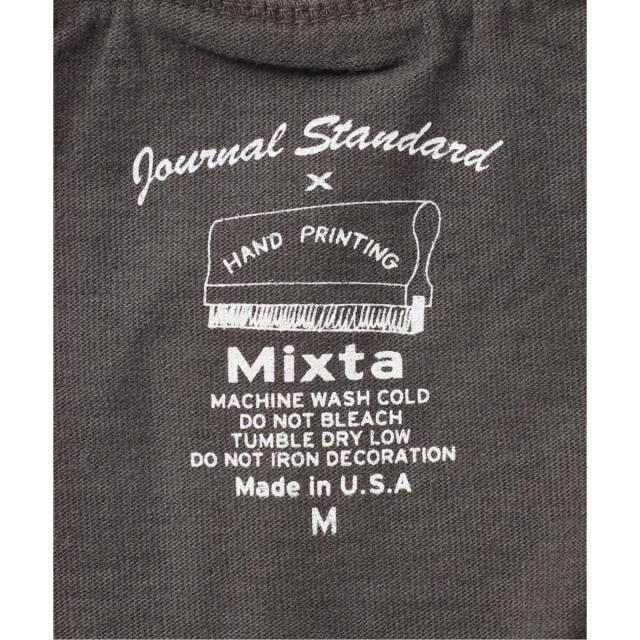 Journal Standard
×
HAND PRINTING
Mixta
MACHINE WASH COLD
DO NOT BLEACH
TUMBLE DRY LOW
DO NOT IRON DECORATION
Made in U.S.A
M